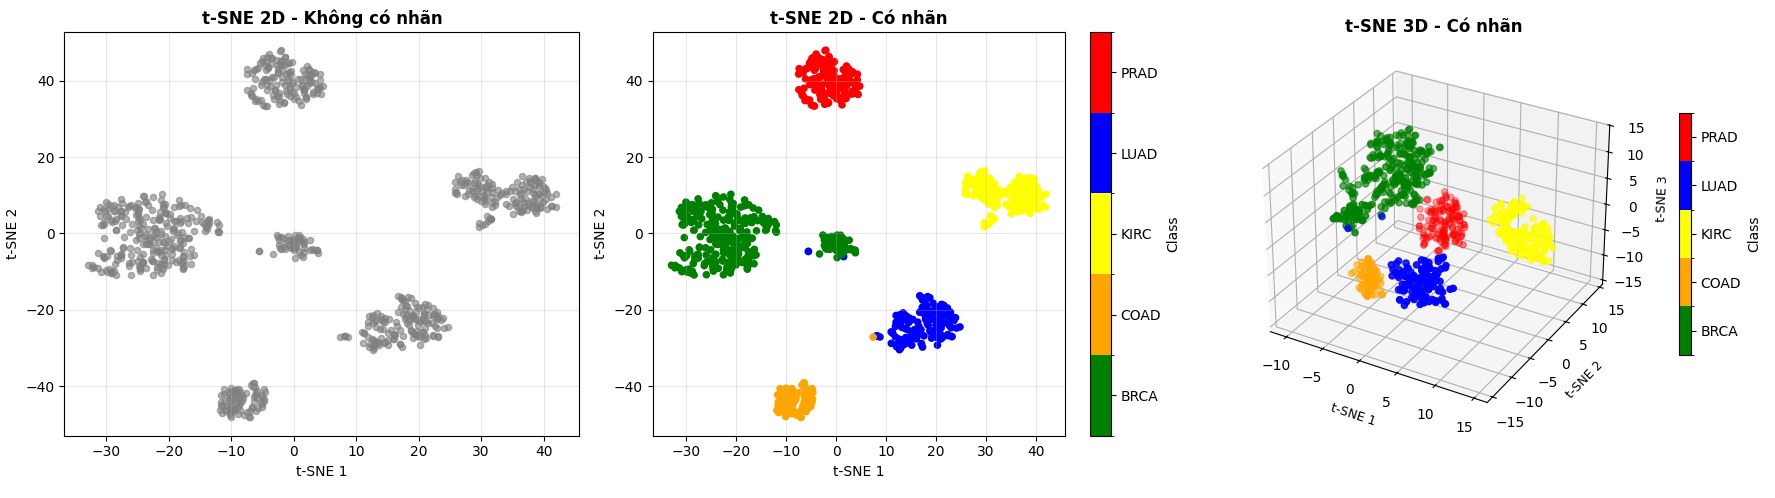 t-SNE 2D - Không có nhãn
40
20
0
−20
−40
t-SNE 2
−30
−20
−10
0
10
20
30
40
t-SNE 1
t-SNE 2D - Có nhãn
40
20
0
−20
−40
t-SNE 2
−30
−20
−10
0
10
20
30
40
t-SNE 1
PRAD
LUAD
KIRC
COAD
BRCA
Class
t-SNE 3D - Có nhãn
−10
−5
0
5
10
15
t-SNE 1
−15
−10
−5
0
5
10
15
t-SNE 2
15
10
5
0
−5
−10
−15
t-SNE 3
PRAD
LUAD
KIRC
COAD
BRCA
Class